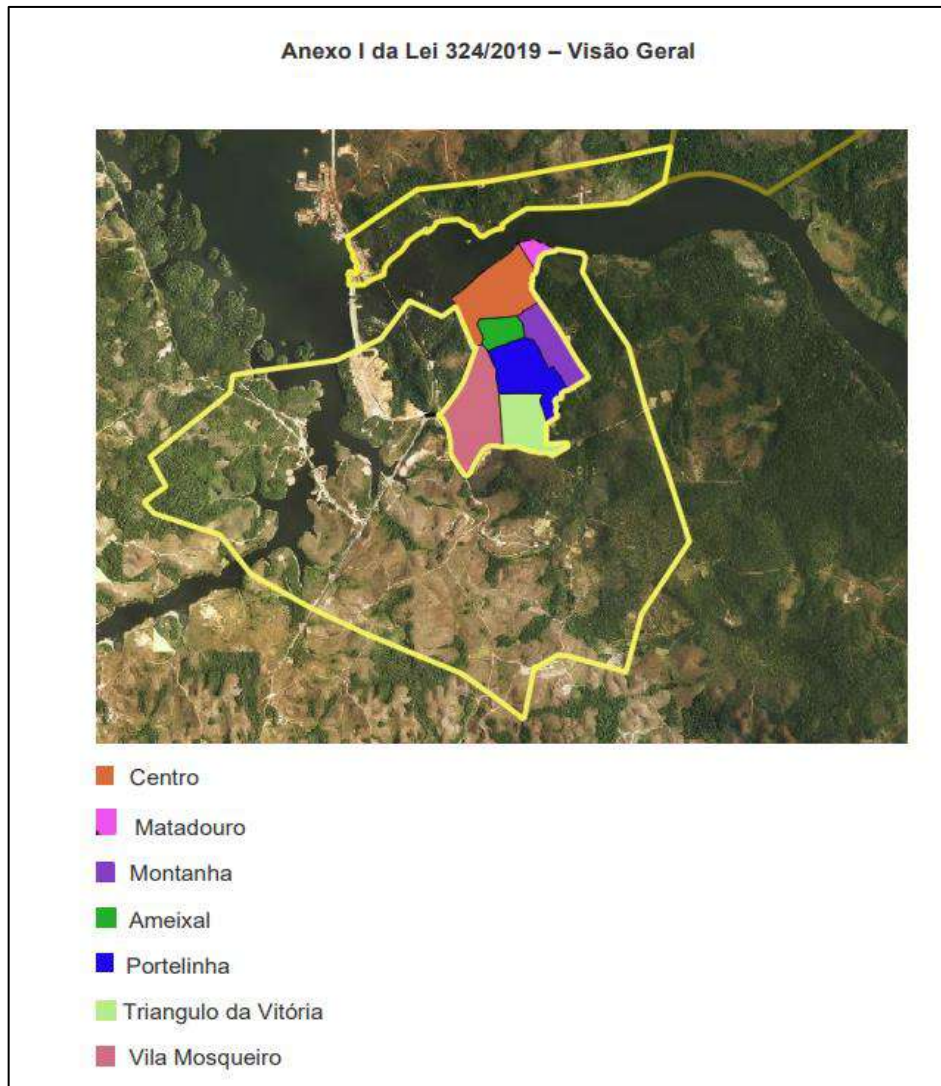 Anexo I da Lei 324/2019 – Visão Geral
Centro
Matadouro
Montanha
Ameixal
Portelinha
Triangulo da Vitória
Vila Mosqueiro